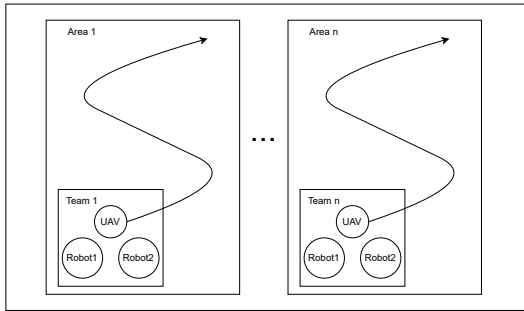 Area 1
Team 1
UAV
Robot1 Robot2
...
Area n
Team n
UAV
Robot1 Robot2